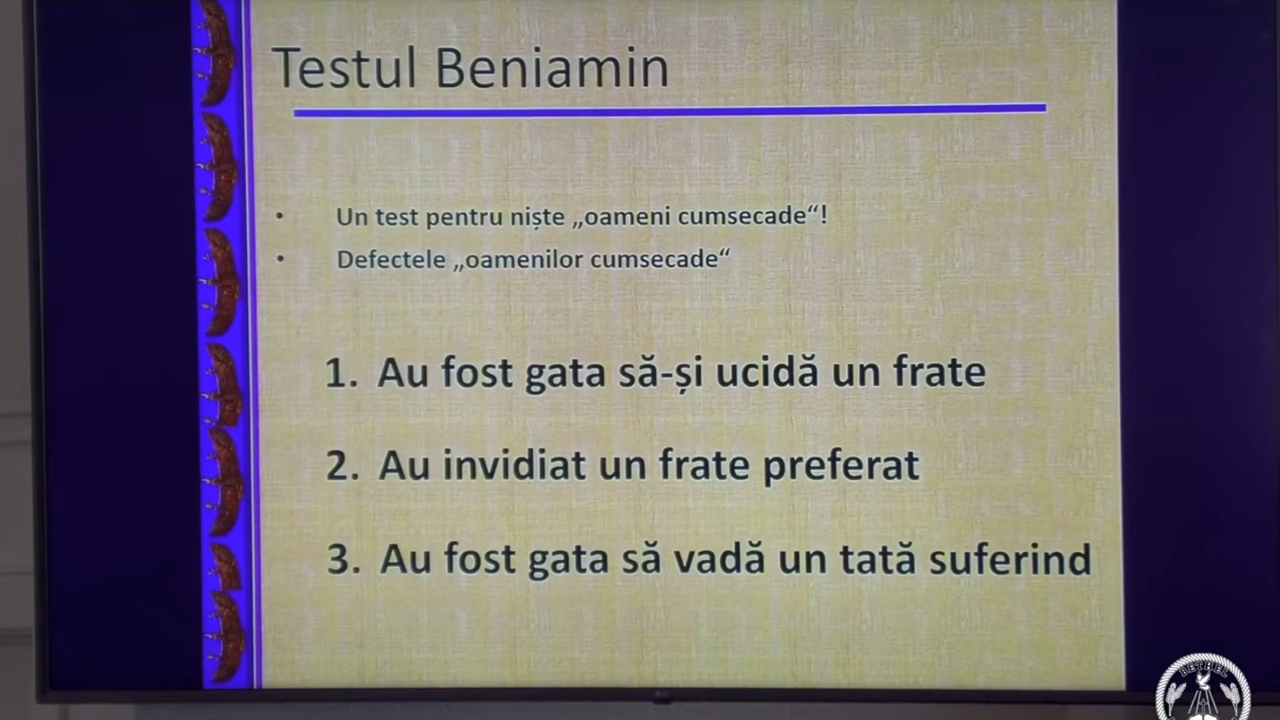 Testul Beniamin
• Un test pentru niște „oameni cumsecade“!
• Defectele „oamenilor cumsecade“
1. Au fost gata să-și ucidă un frate
2. Au invidiat un frate preferat
3. Au fost gata să vadă un tată suferind